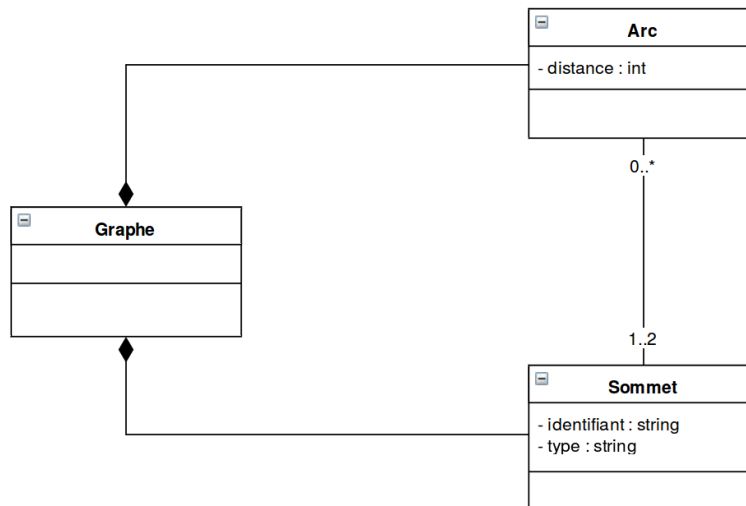 Arc
- distance : int
0..*
Graphe
1..2
Sommet
- identifiant : string
- type : string